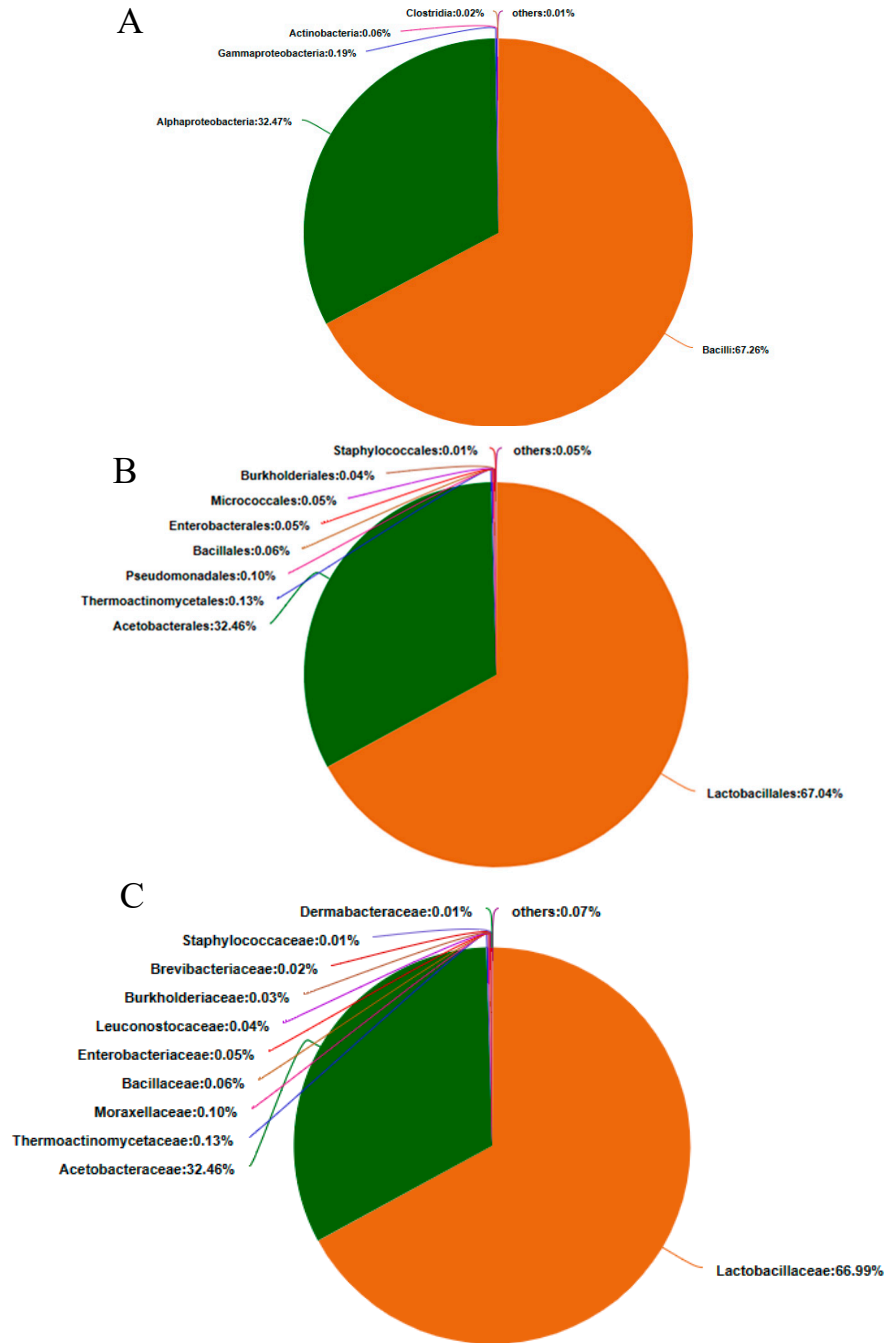 A
Clostridia:0.02%
others:0.01%
Actinobacteria:0.06%
Gammaproteobacteria:0.19%
Alphaproteobacteria:32.47%
Bacilli:67.26%
B
Staphylococcales:0.01%
others:0.05%
Burkholderiales:0.04%
Micrococcales:0.05%
Enterobacterales:0.05%
Bacillales:0.06%
Pseudomonadales:0.10%
Thermoactinomycetales:0.13%
Acetobacterales:32.46%
Lactobacillales:67.04%
C
Dermabacteraceae:0.01%
others:0.07%
Staphylococcaceae:0.01%
Brevibacteriaceae:0.02%
Burkholderiaceae:0.03%
Leuconostocaceae:0.04%
Enterobacteriaceae:0.05%
Bacillaceae:0.06%
Moraxellaceae:0.10%
Thermoactinomycetaceae:0.13%
Acetobacteraceae:32.46%
Lactobacillaceae:66.99%